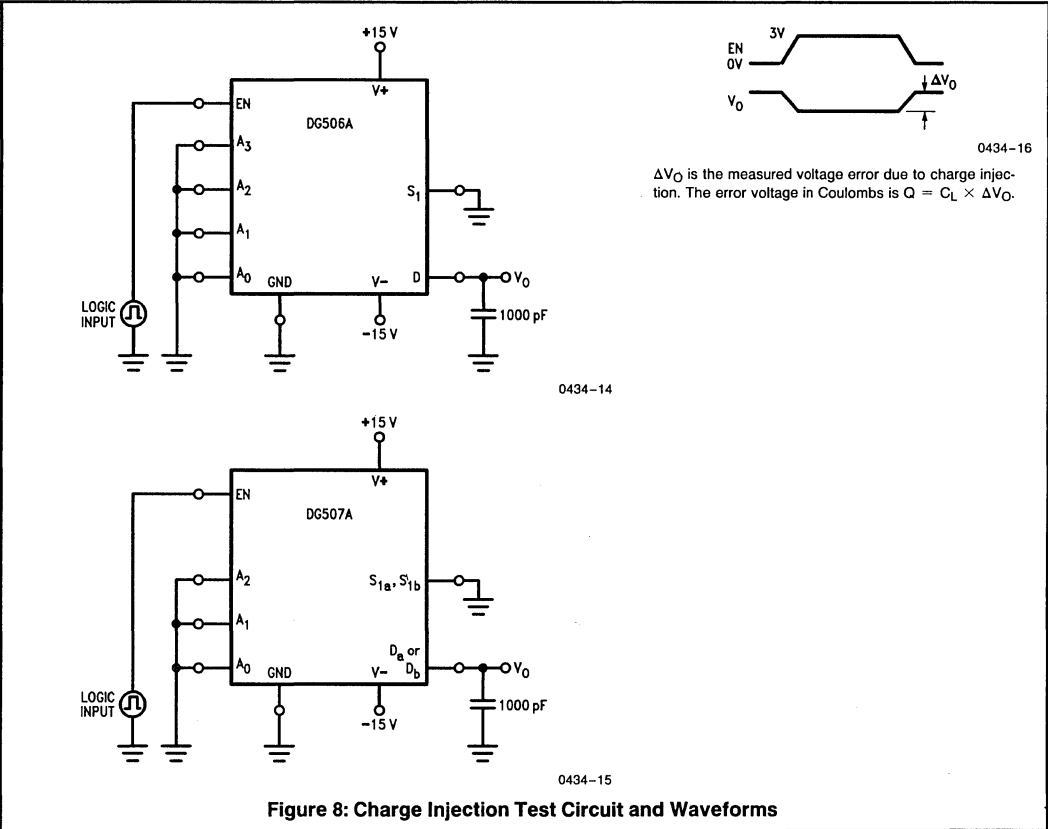 +15 V
V+
EN
DG506A
A3
A2
S1
A1
A0
GND
V−
D
VO
LOGIC
INPUT
1000 pF
−15 V
0434–14
3V
EN
0V
VO
ΔVO
0434–16
ΔVO is the measured voltage error due to charge injec-
tion. The error voltage in Coulombs is Q = CL × ΔVO.
+15 V
V+
EN
DG507A
A2
S1a, S1b
A1
Da or
Db
A0
GND
V−
VO
LOGIC
INPUT
1000 pF
−15 V
0434–15
Figure 8: Charge Injection Test Circuit and Waveforms